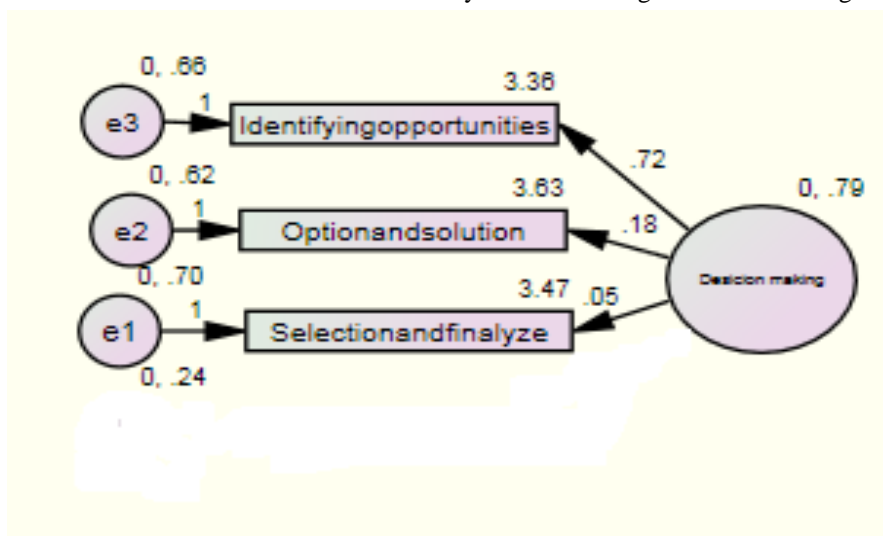 0, .66
3.36
e3
1
Identifyingopportunities
.72
0, .62
3.63
0, .79
e2
1
Optionandsolution
.18
Desicion making
0, .70
3.47
.05
e1
1
Selectionandfinalyze
0, .24